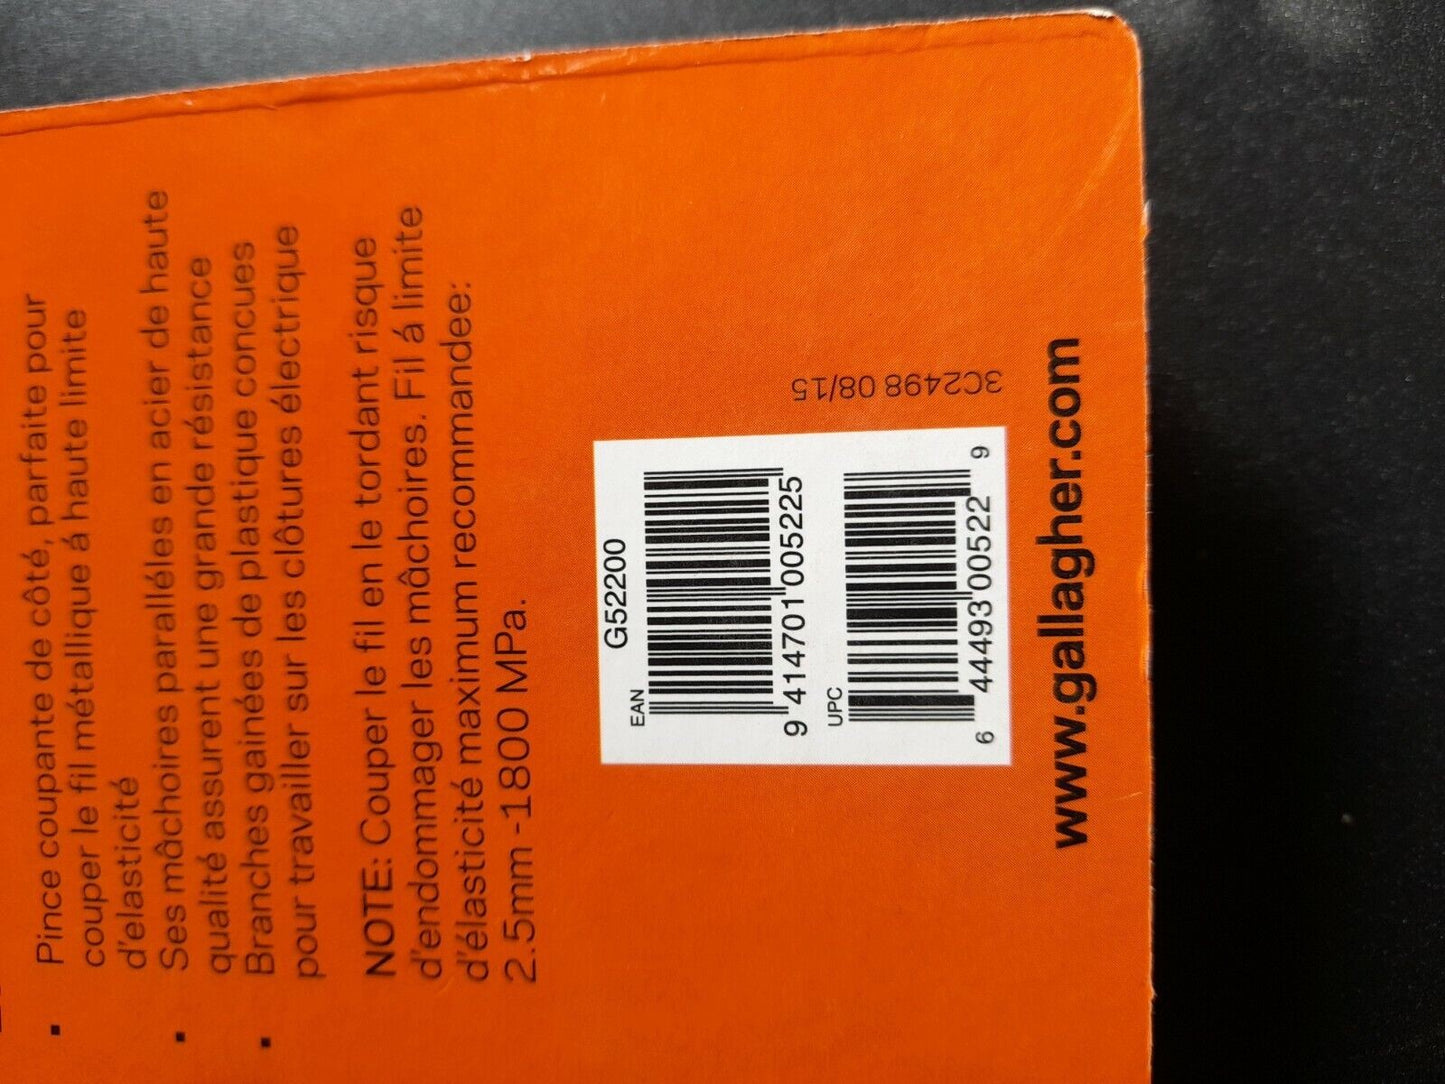 ▪ Pince coupante de côté, parfaite pour
couper le fil métallique á haute limite
d'elasticité
▪ Ses mâchoires paralléles en acier de haute
qualité assurent une grande résistance
▪ Branches gainées de plastique concues
pour travailler sur les clôtures électrique
NOTE: Couper le fil en le tordant risque
d'endommager les mâchoires. Fil á limite
d'élasticité maximum recommandee:
2.5mm -1800 MPa.
G52200
EAN
9 414701 005225
UPC
6 44493 00522 9
3C2498 08/15
www.gallagher.com